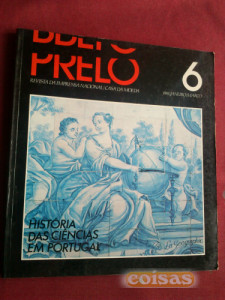 PRELO
REVISTA DA IMPRENSA NACIONAL/CASA DA MOEDA
6
HISTÓRIA
DAS CIÊNCIAS
EM PORTUGAL
coisas